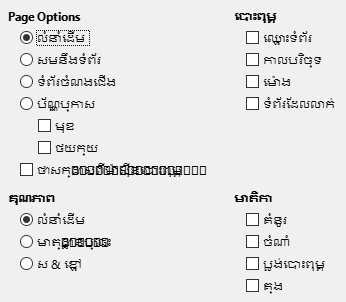 Page Options
លំនាំដើម
សមនឹងទំព័រ
ទំព័រចំណងជើង
ប័ណ្ណប្រកាស
មុខ
ថយក្រយ
គុណភាព
លំនាំដើម
ស & ខ្មៅ
បោះពុម្ព
ឈ្មោះទំព័រ
កាលបរិច្ទេ
ម៉ោង
ទំព័រដែលលាក់
មាតិកា
គំនូរ
ចំណាំ
ប្លង់បោះពុម្ព
គ្រោង